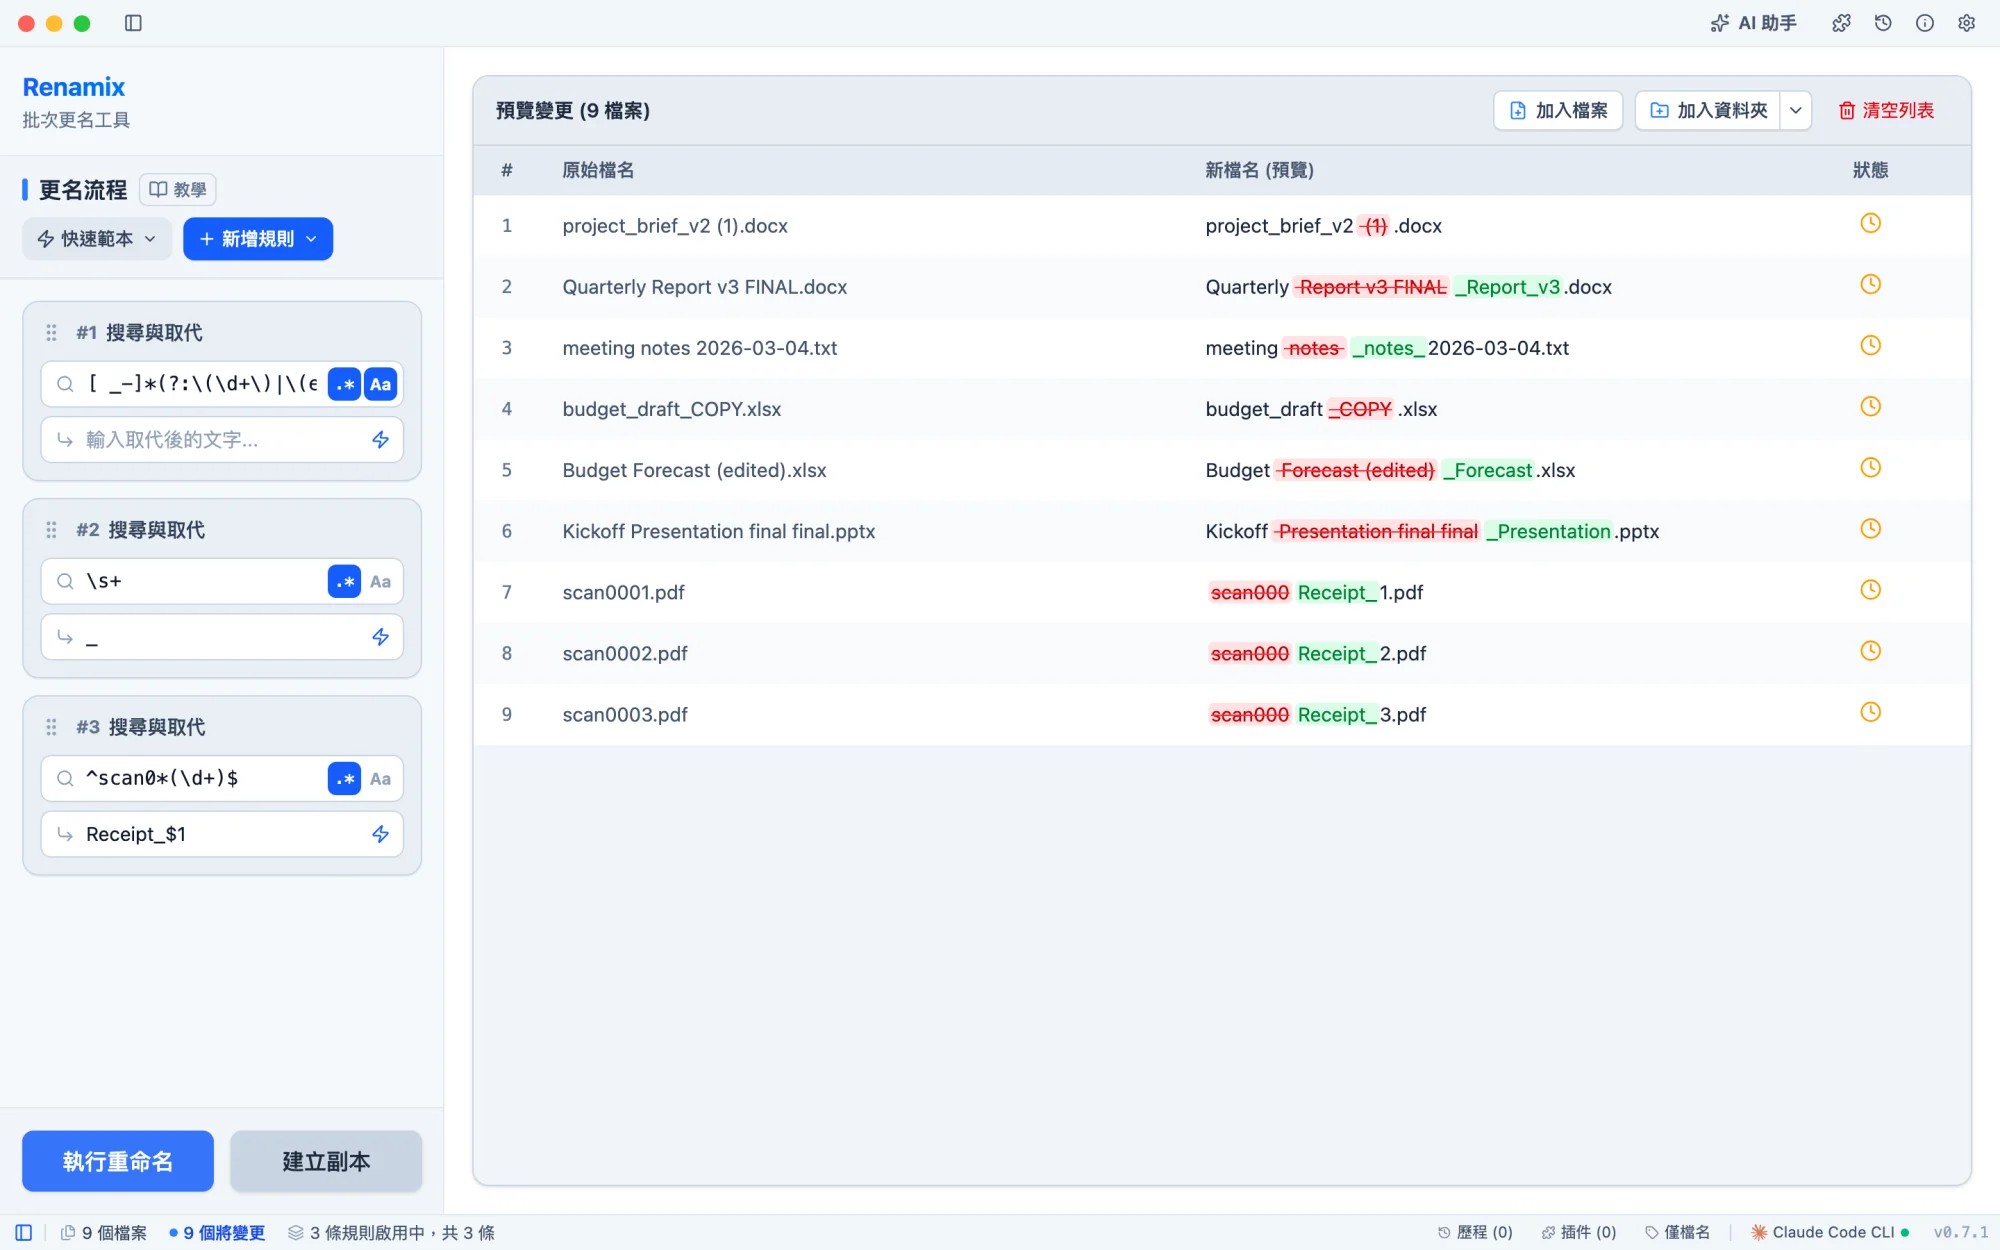 AI 助手
Renamix
批次更名工具
更名流程
教學
快速範本
新增規則
#1 搜尋與取代
[ _-]*(?:\(\d+\)|\(e
.*
Aa
輸入取代後的文字...
#2 搜尋與取代
\s+
.*
Aa
_
#3 搜尋與取代
^scan0*(\d+)$
.*
Aa
Receipt_$1
執行重命名
建立副本
預覽變更 (9 檔案)
加入檔案
加入資料夾
清空列表
# 原始檔名 新檔名 (預覽) 狀態
1 project_brief_v2 (1).docx project_brief_v2 (1) .docx
2 Quarterly Report v3 FINAL.docx Quarterly Report v3 FINAL _Report_v3.docx
3 meeting notes 2026-03-04.txt meeting notes _notes_2026-03-04.txt
4 budget_draft_COPY.xlsx budget_draft _COPY .xlsx
5 Budget Forecast (edited).xlsx Budget Forecast (edited) _Forecast.xlsx
6 Kickoff Presentation final final.pptx Kickoff Presentation final final _Presentation.pptx
7 scan0001.pdf scan000 Receipt_1.pdf
8 scan0002.pdf scan000 Receipt_2.pdf
9 scan0003.pdf scan000 Receipt_3.pdf
9 個檔案
9 個將變更
3 條規則啟用中，共 3 條
歷程 (0)
插件 (0)
僅檔名
Claude Code CLI
v0.7.1